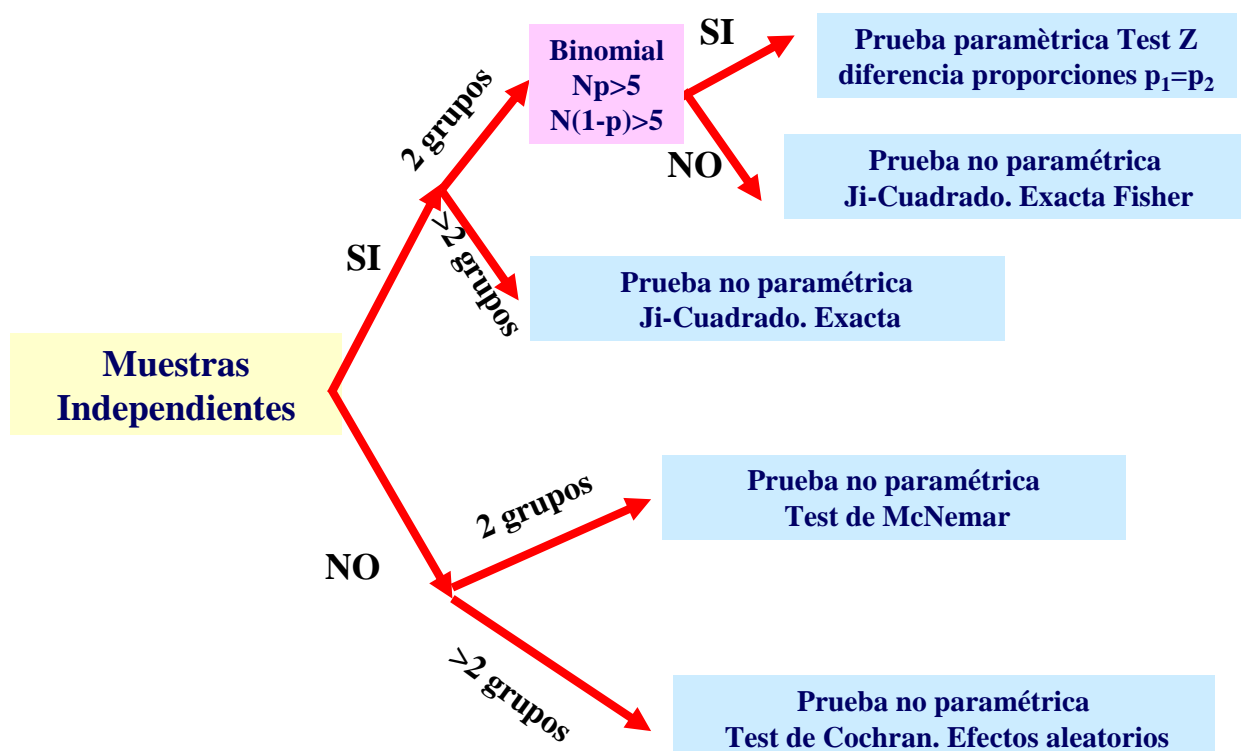 SI
Binomial
Np>5
N(1-p)>5
Prueba paramètrica Test Z
diferencia proporciones p₁=p₂
2 grupos
NO
Prueba no paramétrica
Ji-Cuadrado. Exacta Fisher
SI
>2 grupos
Prueba no paramétrica
Ji-Cuadrado. Exacta
Muestras
Independientes
NO
2 grupos
Prueba no paramétrica
Test de McNemar
>2 grupos
Prueba no paramétrica
Test de Cochran. Efectos aleatorios